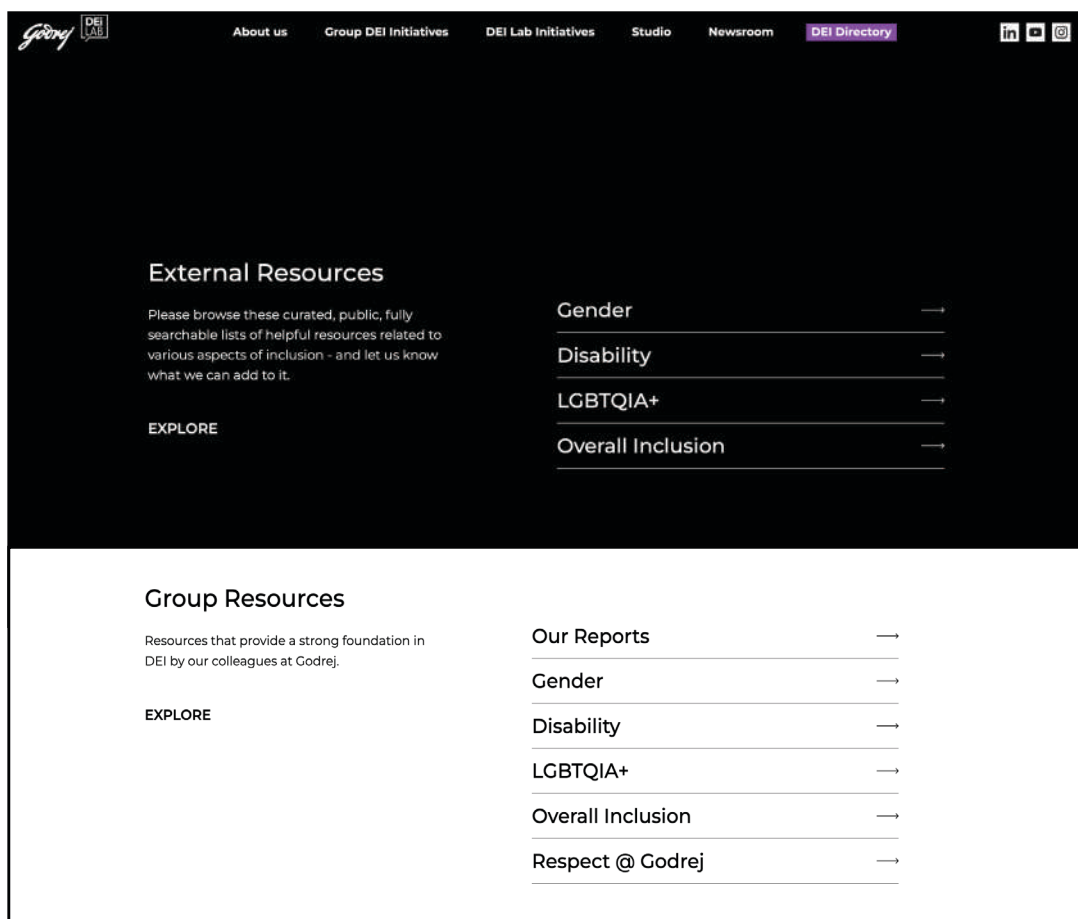 Godrej DEi LAB
About us Group DEI Initiatives DEI Lab Initiatives Studio Newsroom DEI Directory
in
External Resources
Please browse these curated, public, fully
searchable lists of helpful resources related to
various aspects of inclusion - and let us know
what we can add to it.
EXPLORE
Gender
Disability
LGBTQIA+
Overall Inclusion
Group Resources
Resources that provide a strong foundation in
DEI by our colleagues at Godrej.
EXPLORE
Our Reports
Gender
Disability
LGBTQIA+
Overall Inclusion
Respect @ Godrej